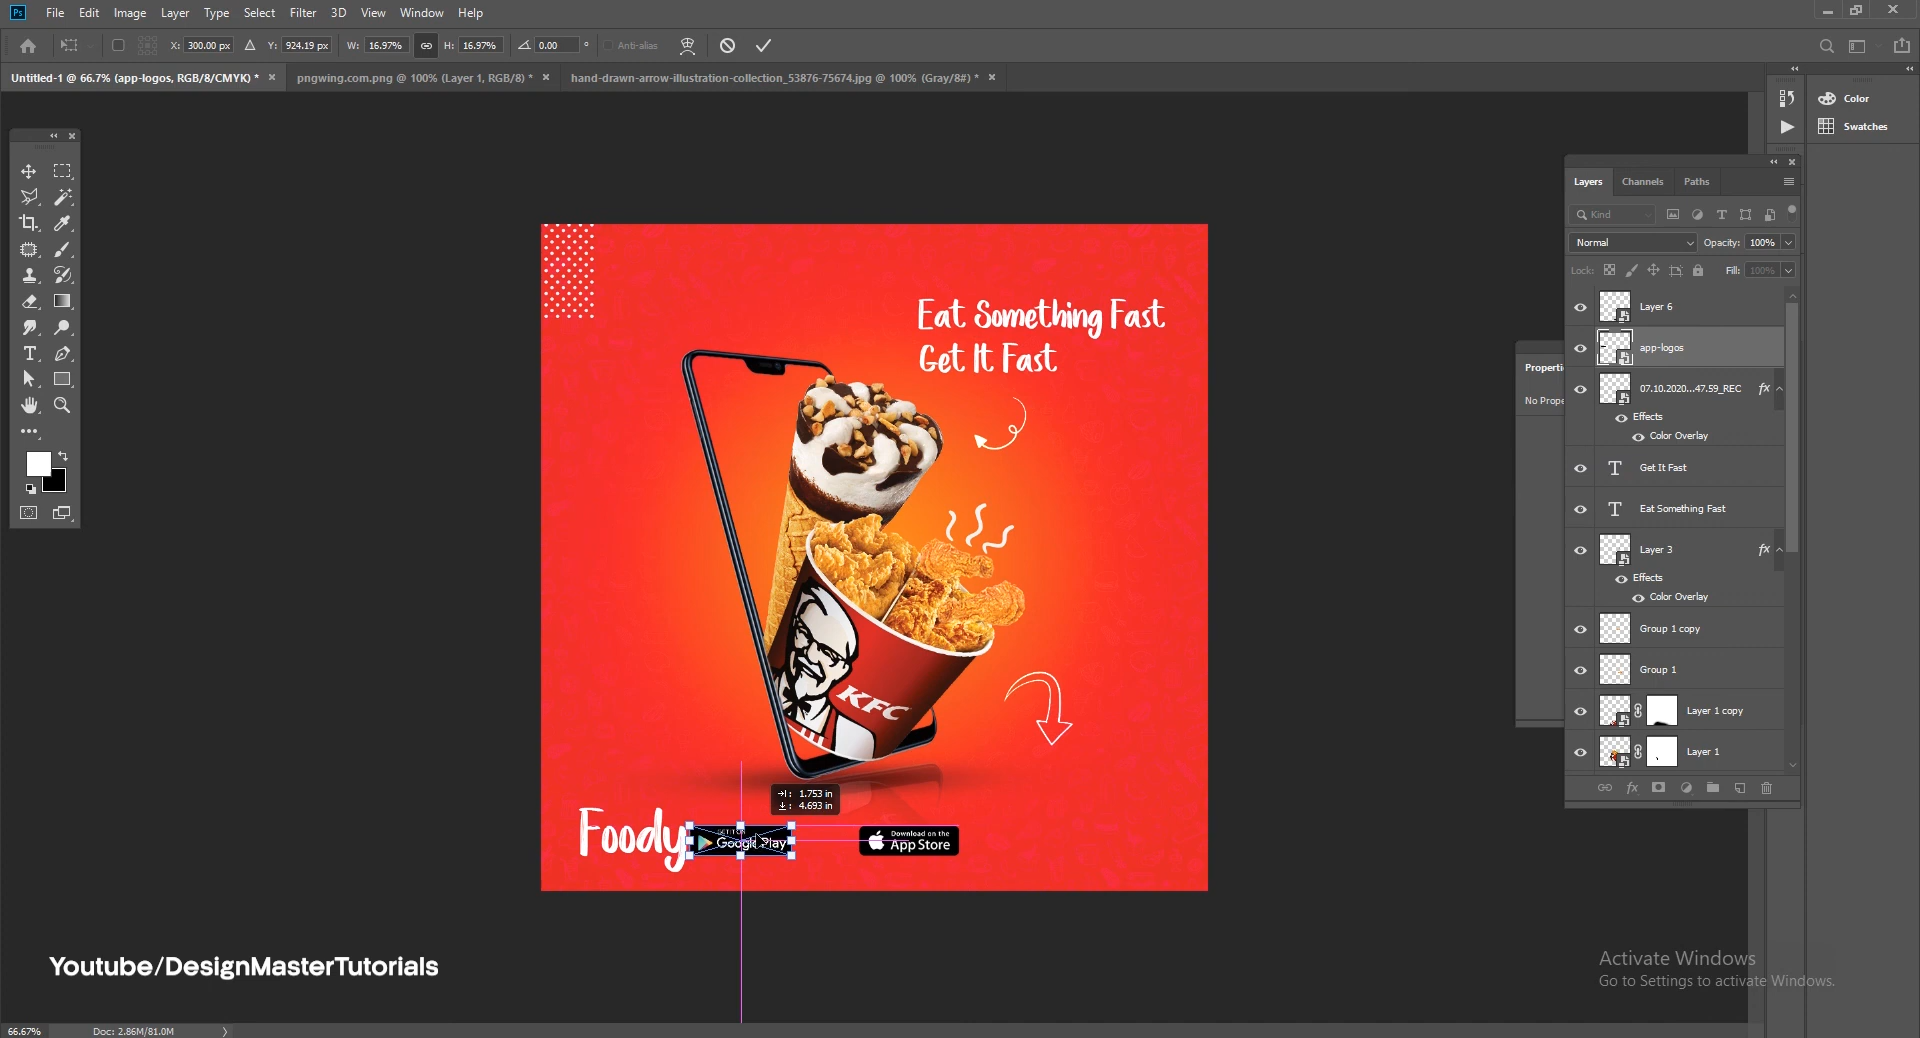 Ps File Edit Image Layer Type Select Filter 3D View Window Help
X: 300.00 px Y: 924.19 px W: 16.97% H: 16.97% 0.00 ° Anti-alias
Untitled-1 @ 66.7% (app-logos, RGB/8/CMYK) * × pngwing.com.png @ 100% (Layer 1, RGB/8) * × hand-drawn-arrow-illustration-collection_53876-75674.jpg @ 100% (Gray/8#) * ×
Color
Swatches
Layers Channels Paths
Kind
Normal Opacity: 100%
Lock: Fill: 100%
Layer 6
app-logos
07.10.2020...47.59_REC fx
Effects
Color Overlay
Get It Fast
Eat Something Fast
Layer 3 fx
Effects
Color Overlay
Group 1 copy
Group 1
Layer 1 copy
Layer 1
fx
Properti
No Prope
Eat Something Fast
Get It Fast
KFC
1.753 in
4.693 in
Foody
GET IT ON
Google Play
Download on the
App Store
Youtube/DesignMasterTutorials
Activate Windows
Go to Settings to activate Windows.
66.67% Doc: 2.86M/81.0M